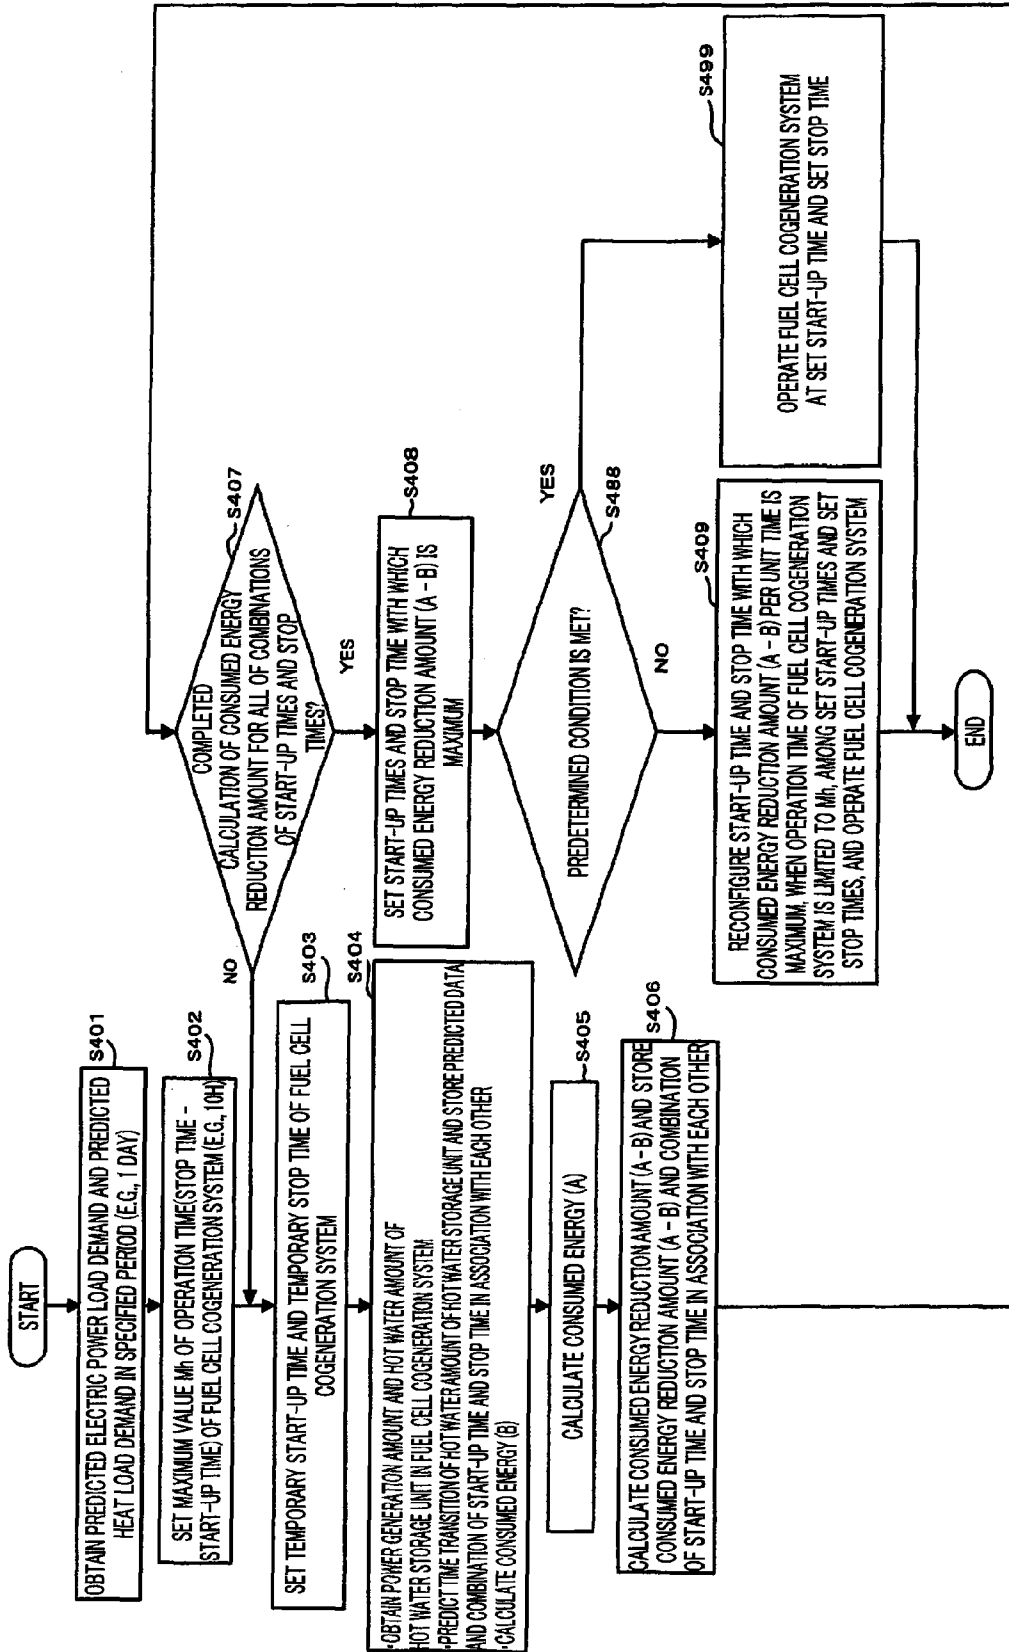 START
S401
OBTAIN PREDICTED ELECTRIC POWER LOAD DEMAND AND PREDICTED
HEAT LOAD DEMAND IN SPECIFIED PERIOD (E.G., 1 DAY)
S402
SET MAXIMUM VALUE Mh OF OPERATION TIME(STOP TIME -
START-UP TIME) OF FUEL CELL COGENERATION SYSTEM (E.G., 10H)
S403
SET TEMPORARY START-UP TIME AND TEMPORARY STOP TIME OF FUEL CELL
COGENERATION SYSTEM
S404
•OBTAIN POWER GENERATION AMOUNT AND HOT WATER AMOUNT OF
HOT WATER STORAGE UNIT IN FUEL CELL COGENERATION SYSTEM
•PREDICT TIME TRANSITION OF HOT WATER AMOUNT OF HOT WATER STORAGE UNIT AND STORE PREDICTED DATA
AND COMBINATION OF START-UP TIME AND STOP TIME IN ASSOCIATION WITH EACH OTHER
•CALCULATE CONSUMED ENERGY (B)
S405
CALCULATE CONSUMED ENERGY (A)
S406
CALCULATE CONSUMED ENERGY REDUCTION AMOUNT (A-B) AND STORE
CONSUMED ENERGY REDUCTION AMOUNT (A - B) AND COMBINATION
OF START-UP TIME AND STOP TIME IN ASSOCIATION WITH EACH OTHER
S407
COMPLETED
CALCULATION OF CONSUMED ENERGY
REDUCTION AMOUNT FOR ALL OF COMBINATIONS
OF START-UP TIMES AND STOP
TIMES?
NO
YES
S408
SET START-UP TIMES AND STOP TIME WITH WHICH
CONSUMED ENERGY REDUCTION AMOUNT (A - B) IS
MAXIMUM
S488
PREDETERMINED CONDITION IS MET?
YES
NO
S409
RECONFIGURE START-UP TIME AND STOP TIME WITH WHICH
CONSUMED ENERGY REDUCTION AMOUNT (A - B) PER UNIT TIME IS
MAXIMUM, WHEN OPERATION TIME OF FUEL CELL COGENERATION
SYSTEM IS LIMITED TO Mh, AMONG SET START-UP TIMES AND SET
STOP TIMES, AND OPERATE FUEL CELL COGENERATION SYSTEM
S499
OPERATE FUEL CELL COGENERATION SYSTEM
AT SET START-UP TIME AND SET STOP TIME
END